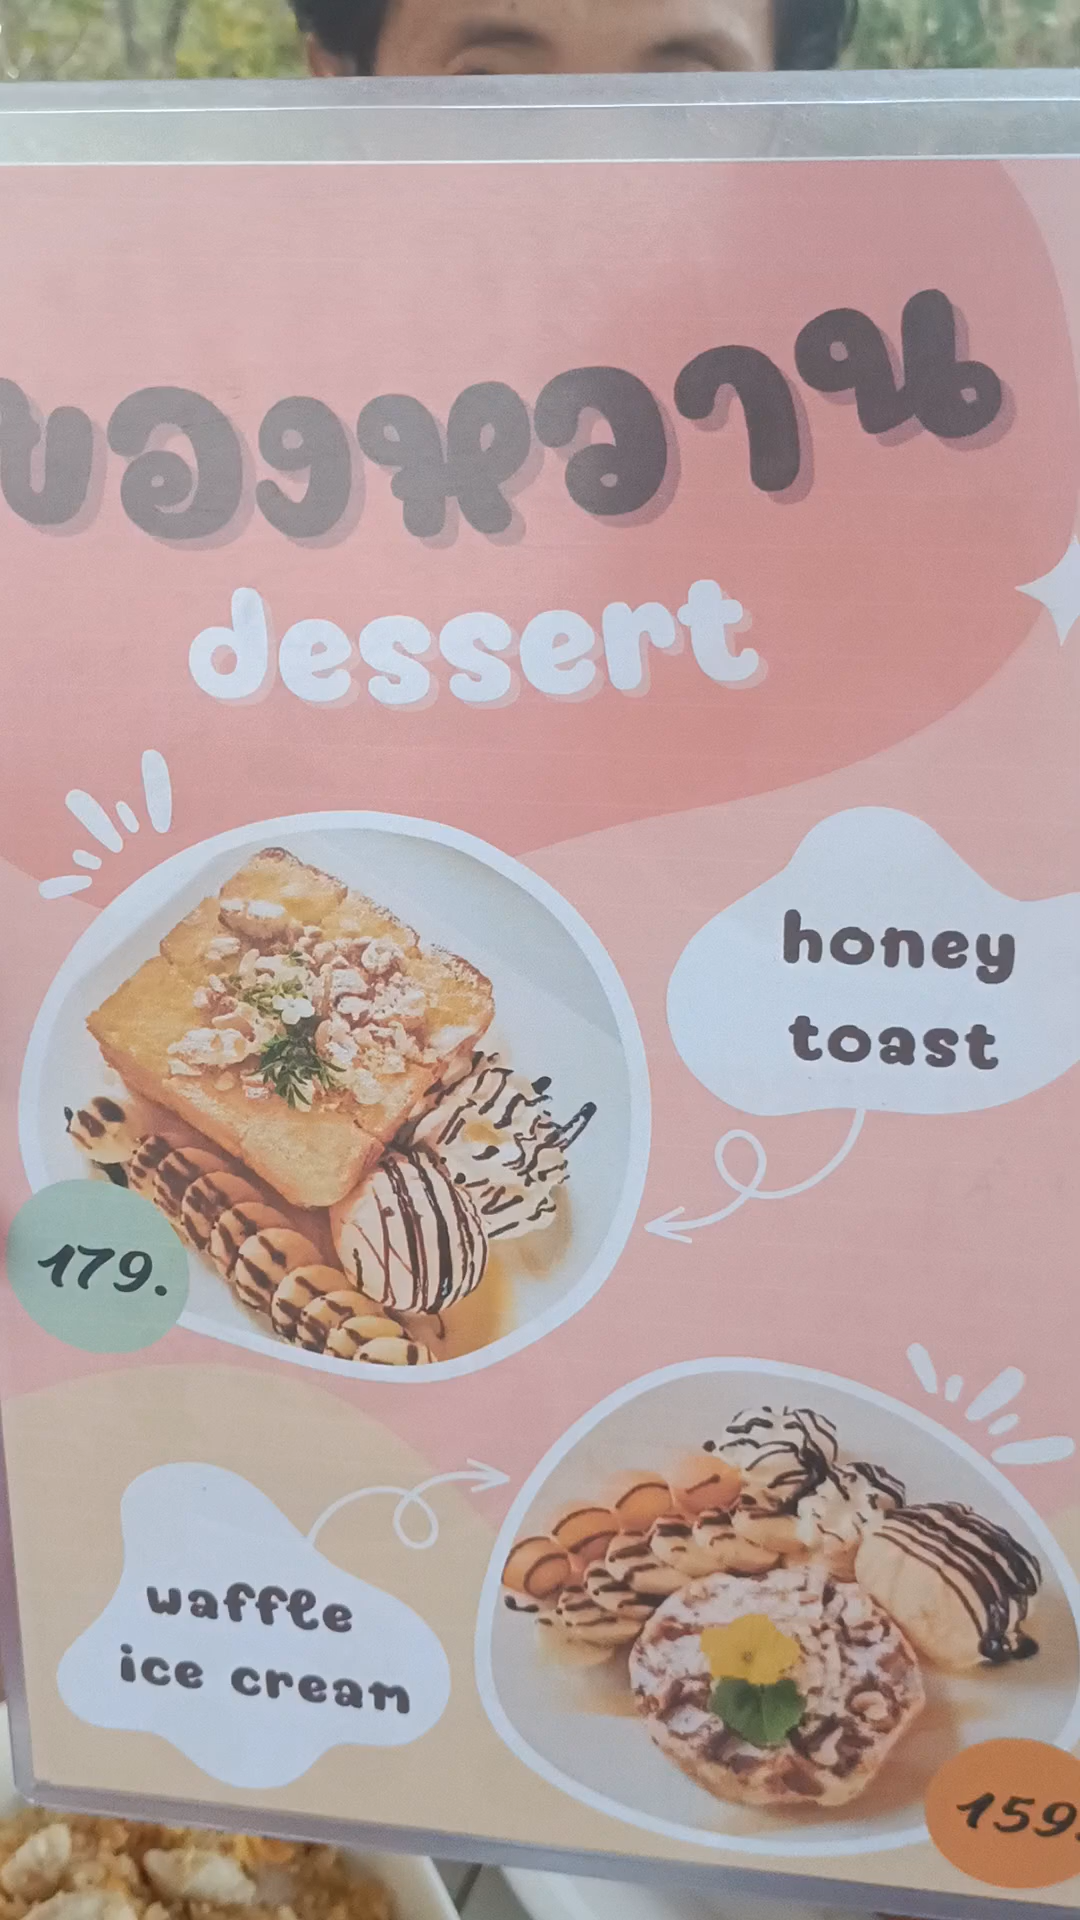 ของหวาน
dessert
honey
toast
179.
waffle
ice cream
159.